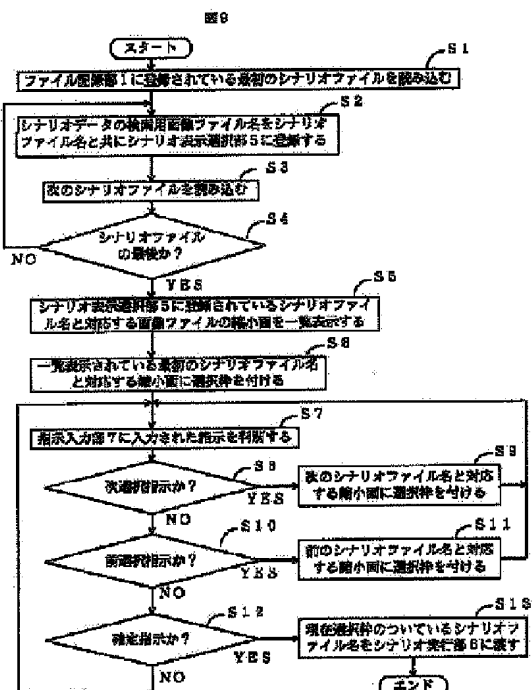 図9
スタート
S1
ファイル記録部1に登録されている最初のシナリオファイルを読み込む
S2
シナリオデータの検索用画像ファイル名をシナリオ
ファイル名と共にシナリオ表示選択部5に登録する
S3
次のシナリオファイルを読み込む
S4
シナリオファイル
の最後か?
NO
YES
S5
シナリオ表示選択部5に登録されているシナリオファイ
ル名と対応する画像ファイルの縮小画を一覧表示する
S6
一覧表示されている最初のシナリオファイル名
と対応する縮小画に選択枠を付ける
S7
指示入力部7に入力された指示を判別する
S8
次選択指示か?
YES
NO
S9
次のシナリオファイル名と対応
する縮小画に選択枠を付ける
S10
前選択指示か?
YES
NO
S11
前のシナリオファイル名と対応
する縮小画に選択枠を付ける
S12
確定指示か?
YES
NO
S13
現在選択枠のついているシナリオフ
ァイル名をシナリオ実行部6に渡す
エンド